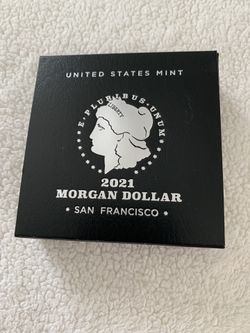 UNITED STATES MINT
E·PLURIBUS·UNUM
LIBERTY
2021
MORGAN DOLLAR
• SAN FRANCISCO •